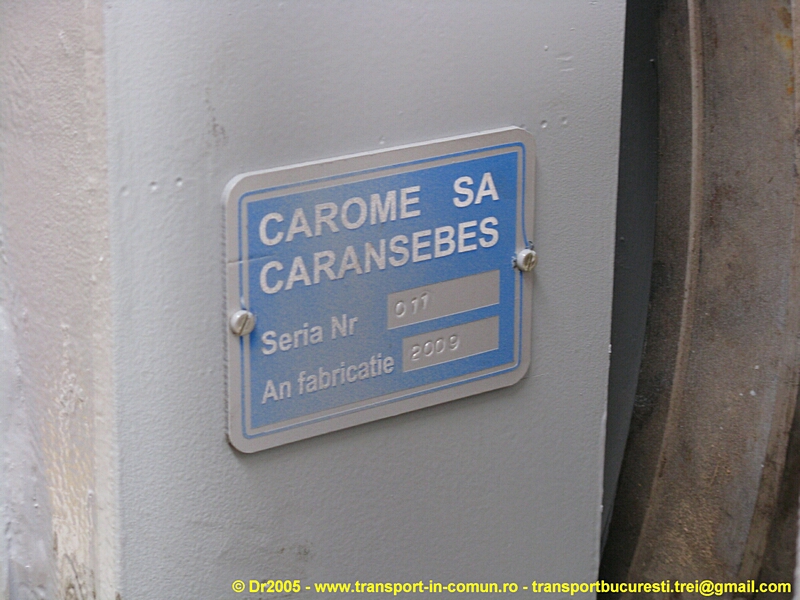 CAROME SA
CARANSEBES
Seria Nr 011
An fabricatie 2009
© Dr2005 - www.transport-in-comun.ro - transportbucuresti.trei@gmail.com